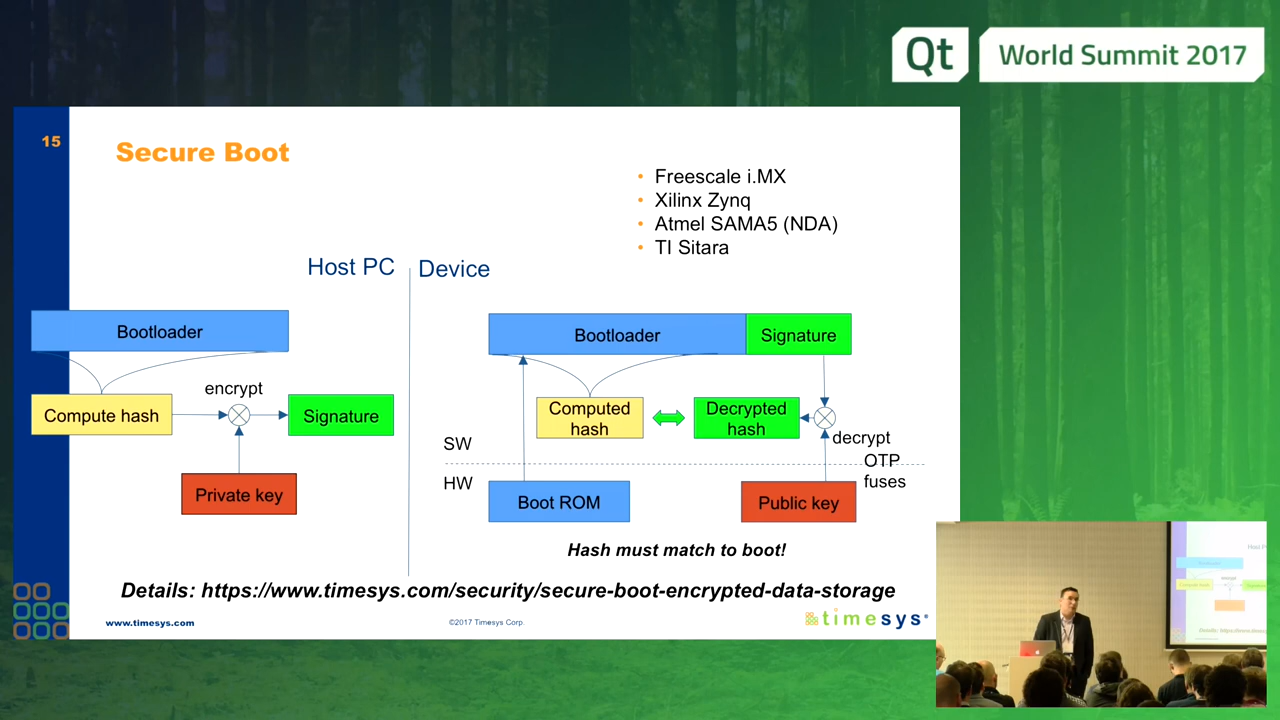 Qt World Summit 2017
15
Secure Boot
• Freescale i.MX
• Xilinx Zynq
• Atmel SAMA5 (NDA)
• TI Sitara
Host PC
Device
Bootloader
encrypt
Compute hash
Signature
Private key
Bootloader
Signature
Computed
hash
Decrypted
hash
decrypt
SW
OTP
fuses
HW
Boot ROM
Public key
Hash must match to boot!
Details: https://www.timesys.com/security/secure-boot-encrypted-data-storage
www.timesys.com
©2017 Timesys Corp.
timesys®